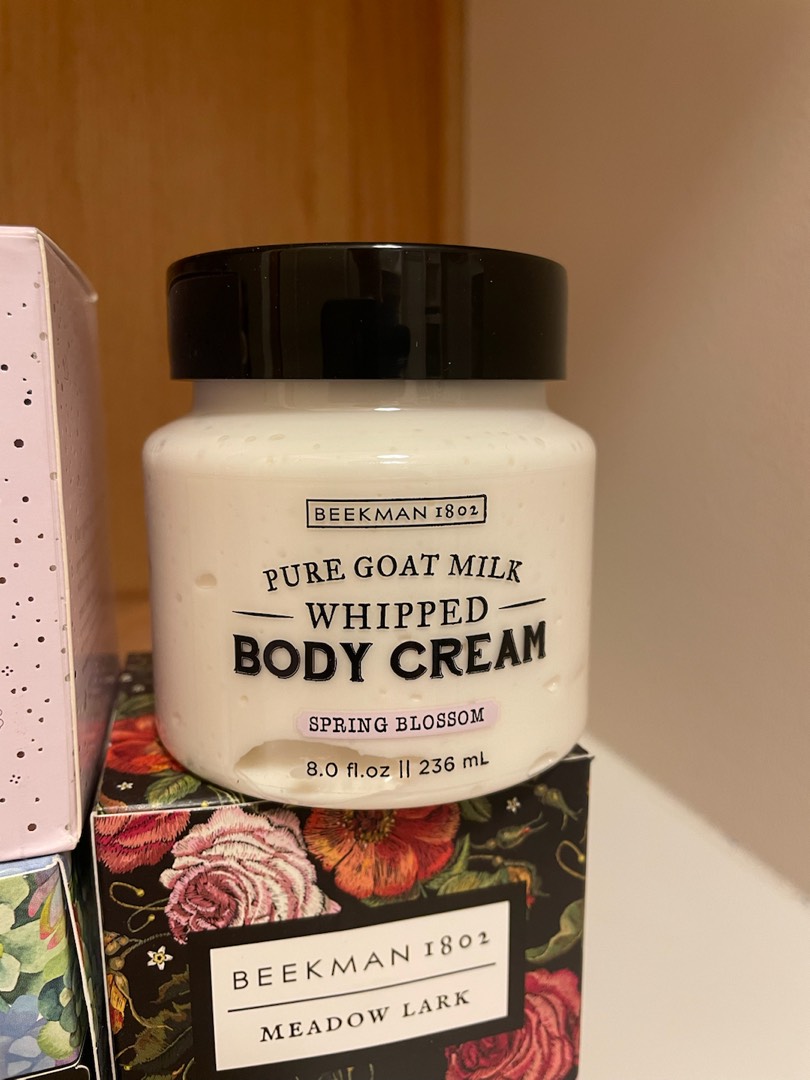 BEEKMAN 1802
PURE GOAT MILK
WHIPPED
BODY CREAM
SPRING BLOSSOM
8.0 fl.oz || 236 mL
BEEKMAN 1802
MEADOW LARK